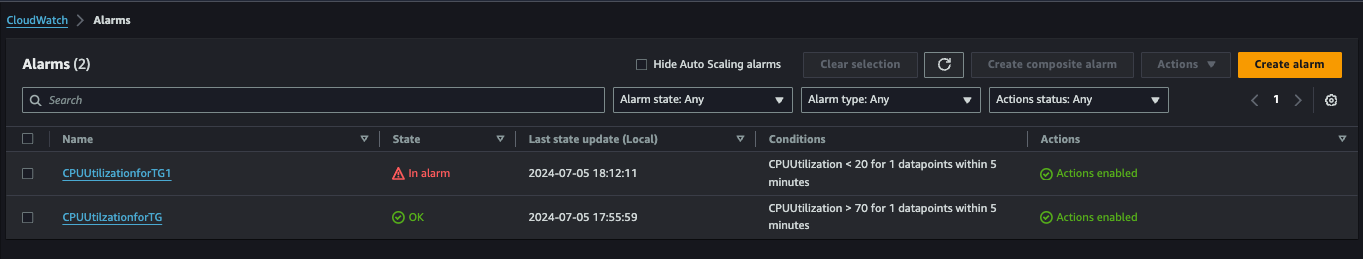 CloudWatch > Alarms
Alarms (2)
Hide Auto Scaling alarms
Clear selection
Create composite alarm
Actions
Create alarm
Search
Alarm state: Any
Alarm type: Any
Actions status: Any
1
Name State Last state update (Local) Conditions Actions
CPUUtilizationforTG1 In alarm 2024-07-05 18:12:11 CPUUtilization < 20 for 1 datapoints within 5
minutes
Actions enabled
CPUUtilzationforTG OK 2024-07-05 17:55:59 CPUUtilization > 70 for 1 datapoints within 5
minutes
Actions enabled